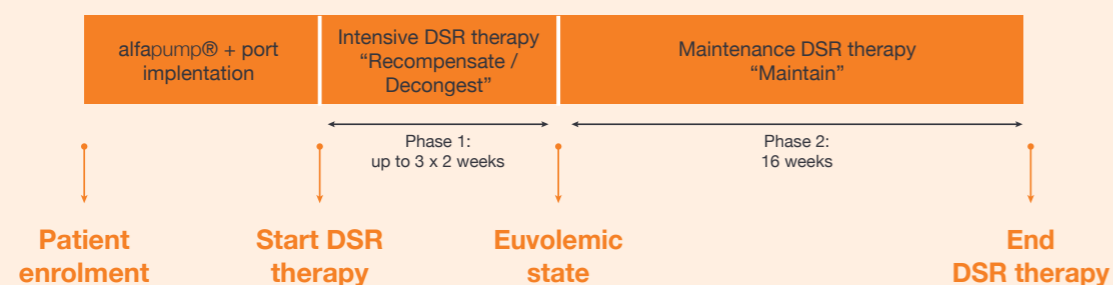 alfapump® + port
implentation
Intensive DSR therapy
“Recompensate /
Decongest”
Maintenance DSR therapy
“Maintain”
Phase 1:
up to 3 x 2 weeks
Phase 2:
16 weeks
Patient
enrolment
Start DSR
therapy
Euvolemic
state
End
DSR therapy